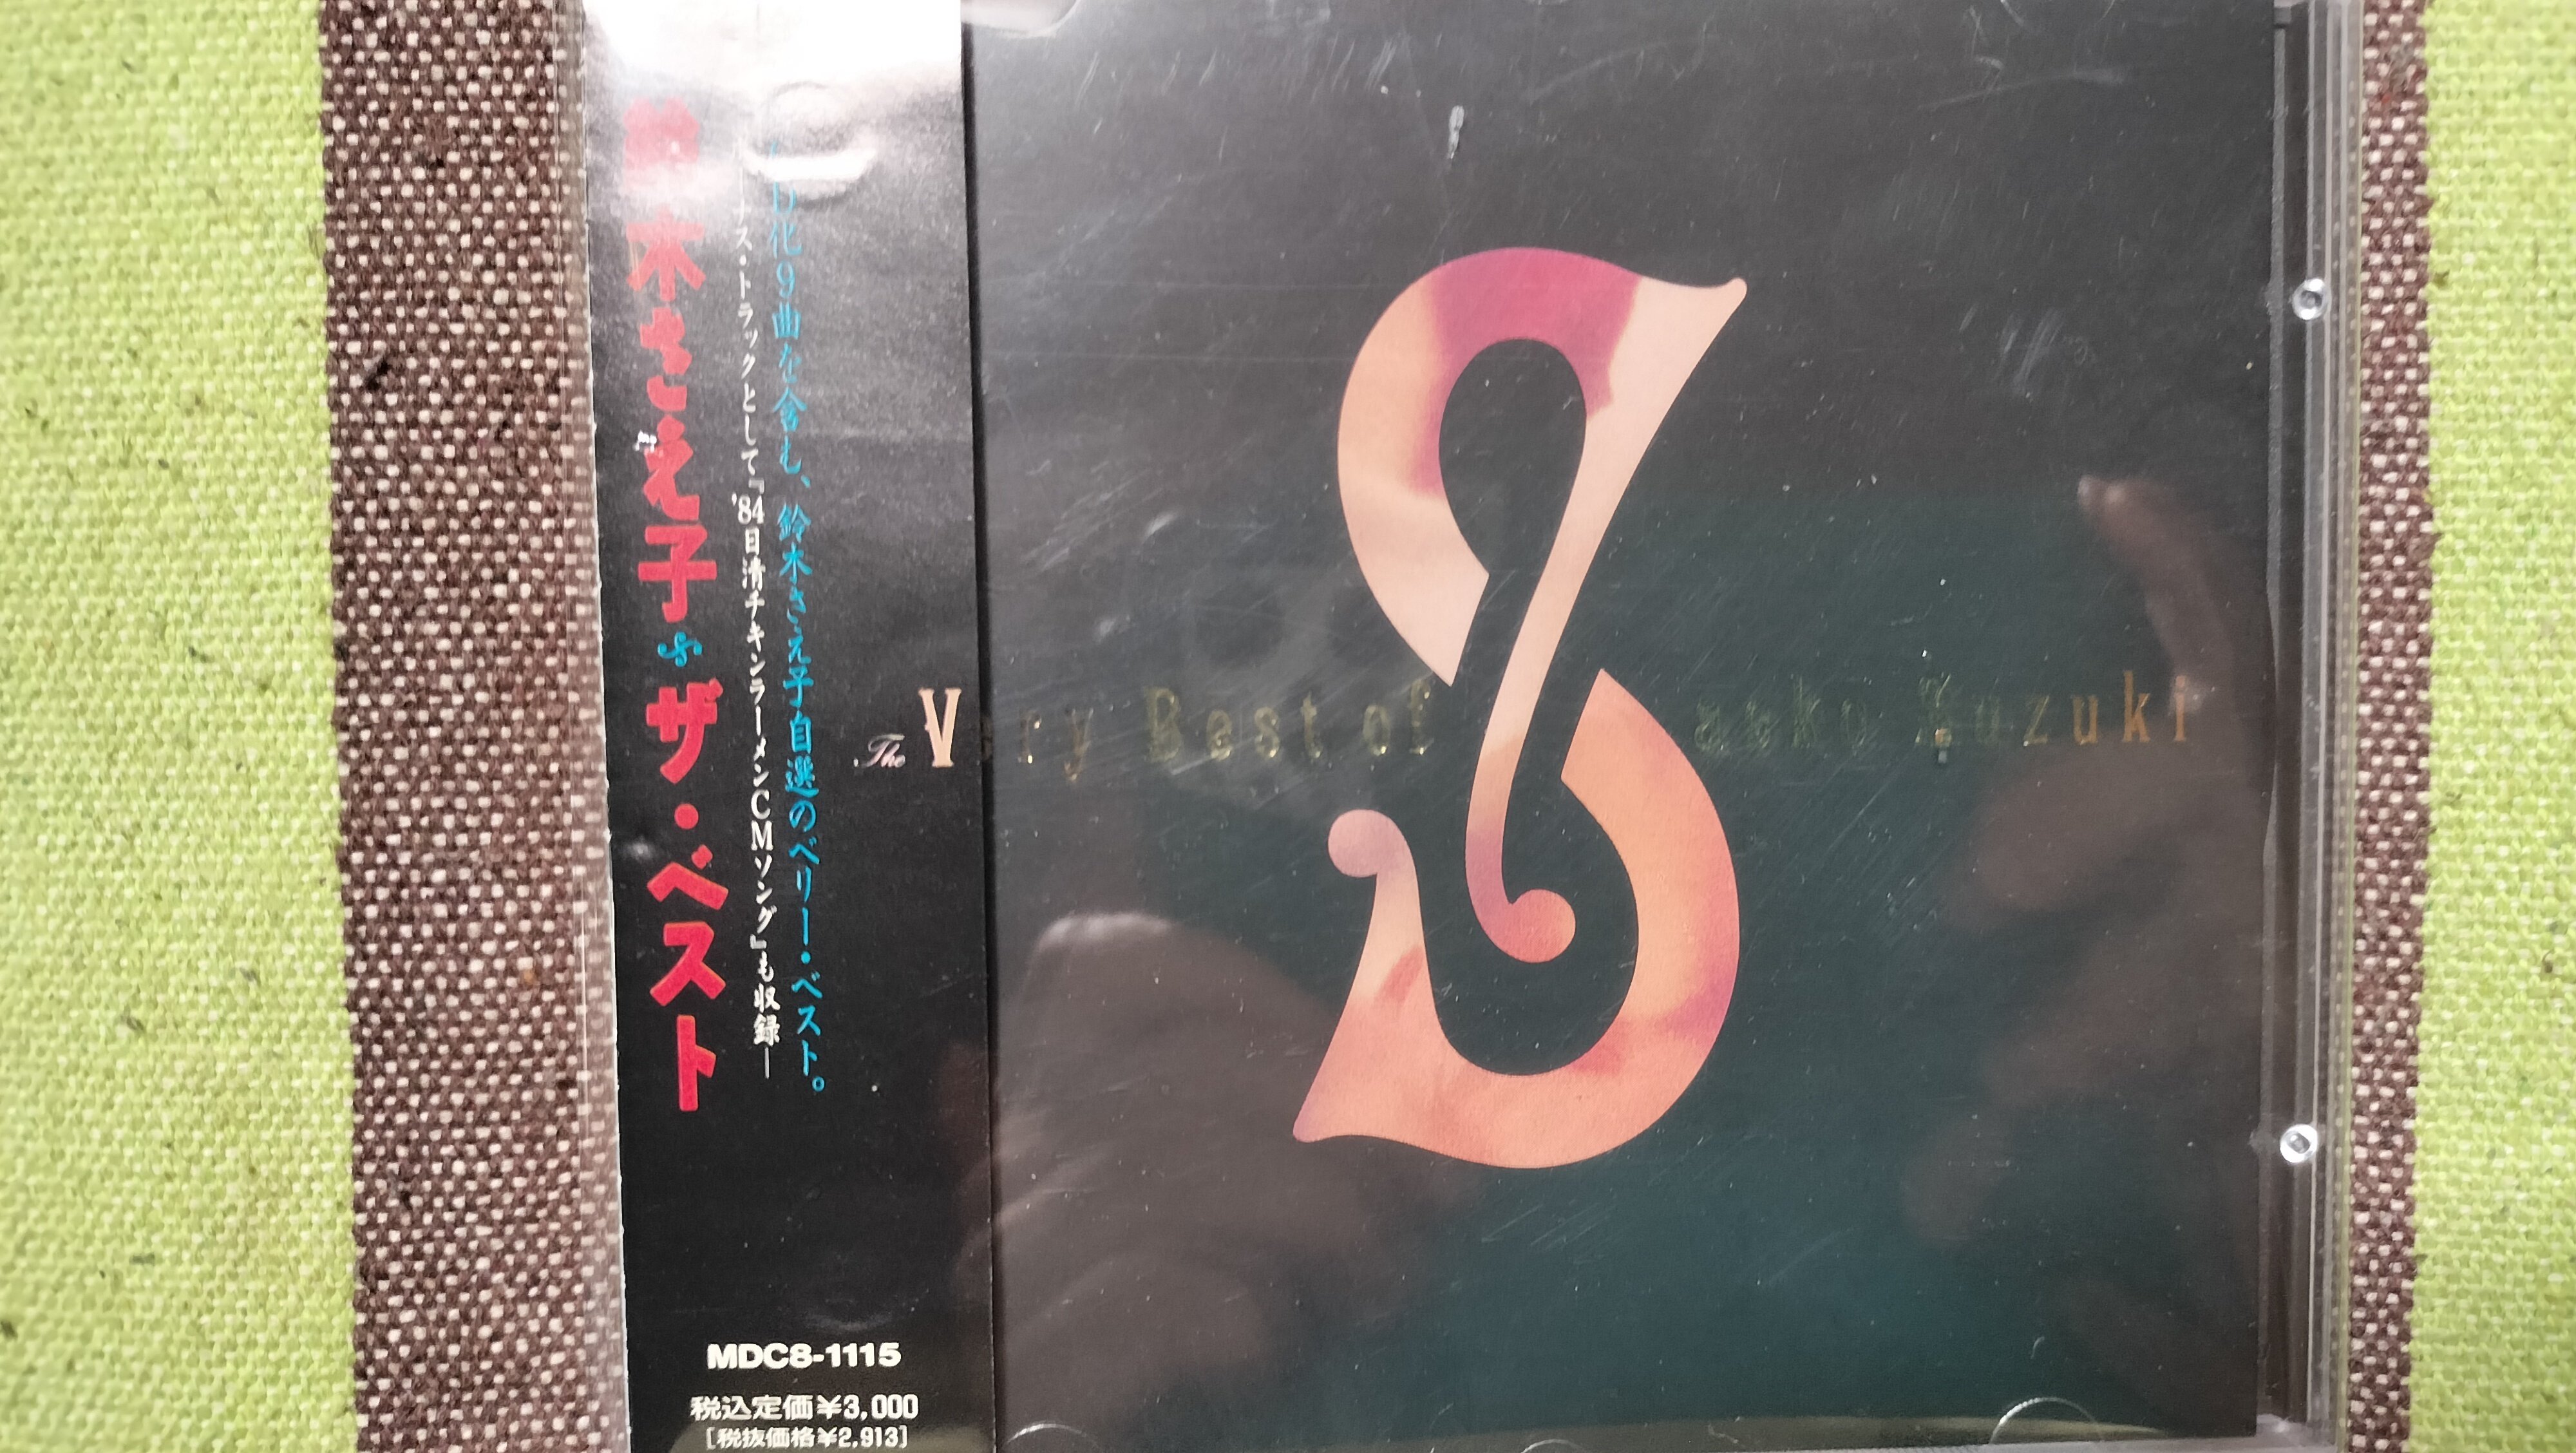 木さえ子 ザ・ベスト
化9曲を含む、鈴木さえ子自選のベリー・ベスト。
ナス・トラックとして『'84日清チキンラーメンCMソング』も収録—
The Very Best of Saeko Suzuki
MDC8-1115
税込定価¥3,000
[税抜価格¥2,913]